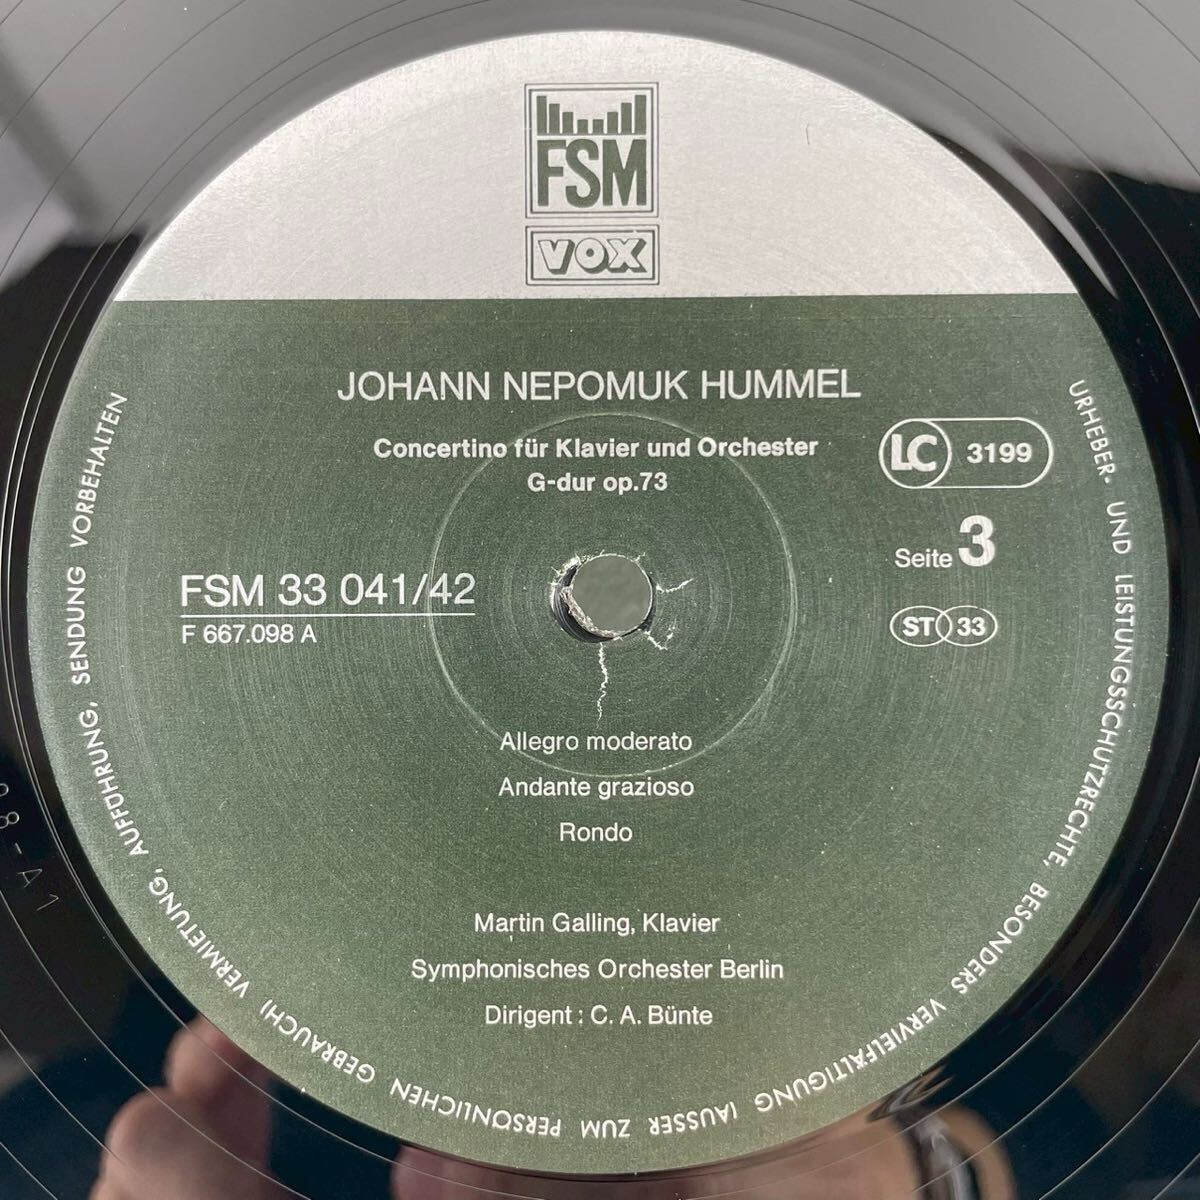 FSM
VOX
JOHANN NEPOMUK HUMMEL
Concertino für Klavier und Orchester
G-dur op.73
LC 3199
Seite 3
FSM 33 041/42
F 667.098 A
ST 33
Allegro moderato
Andante grazioso
Rondo
Martin Galling, Klavier
Symphonisches Orchester Berlin
Dirigent: C. A. Bünte
URHEBER- UND LEISTUNGSSCHUTZRECHTE, BESONDERS VERVIELFÄLTIGUNG (AUSSER ZUM PERSÖNLICHEN GEBRAUCH) VERMIETUNG, AUFFÜHRUNG, SENDUNG VORBEHALTEN
8-A1